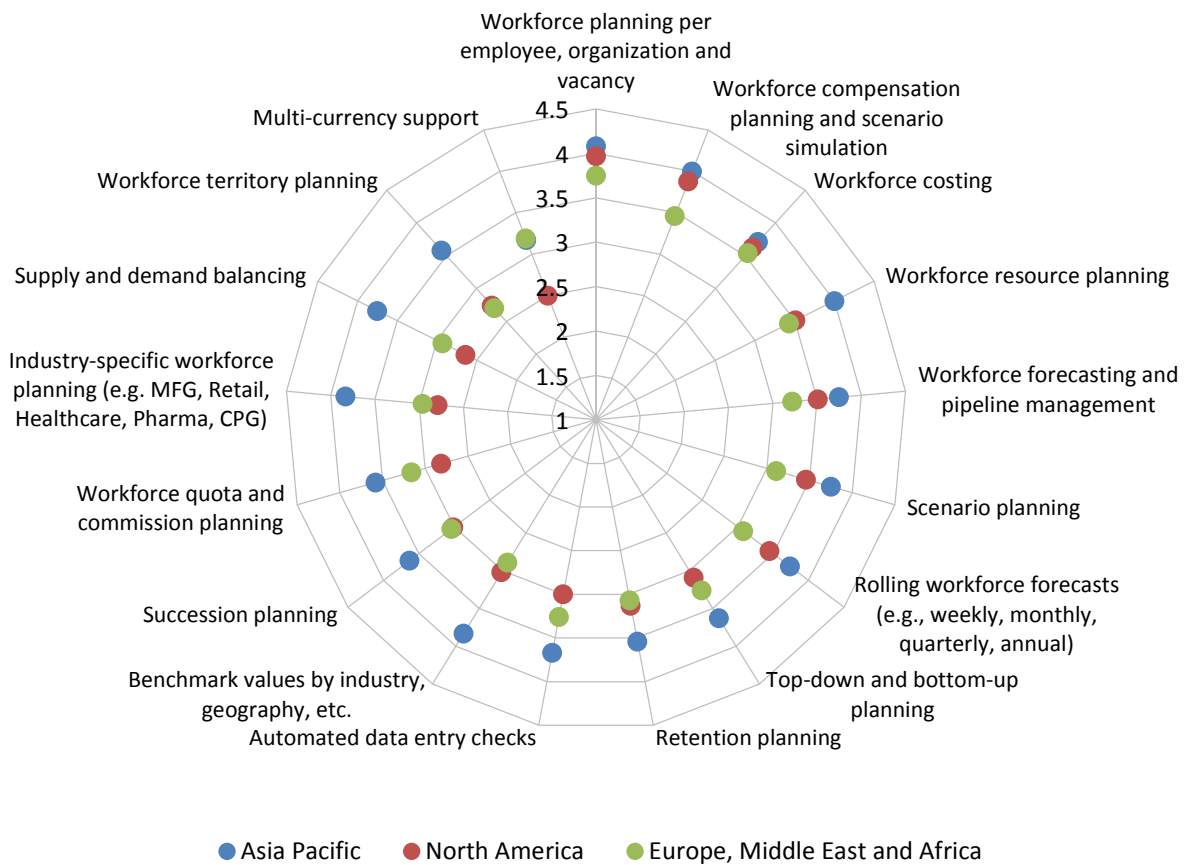 Workforce planning per
employee, organization and
vacancy
Workforce compensation
planning and scenario
simulation
Workforce costing
Workforce resource planning
Workforce forecasting and
pipeline management
Scenario planning
Rolling workforce forecasts
(e.g., weekly, monthly,
quarterly, annual)
Top-down and bottom-up
planning
Retention planning
Automated data entry checks
Benchmark values by industry,
geography, etc.
Succession planning
Workforce quota and
commission planning
Industry-specific workforce
planning (e.g. MFG, Retail,
Healthcare, Pharma, CPG)
Supply and demand balancing
Workforce territory planning
Multi-currency support
4.5
4
3.5
3
2.5
2
1.5
1
Asia Pacific
North America
Europe, Middle East and Africa